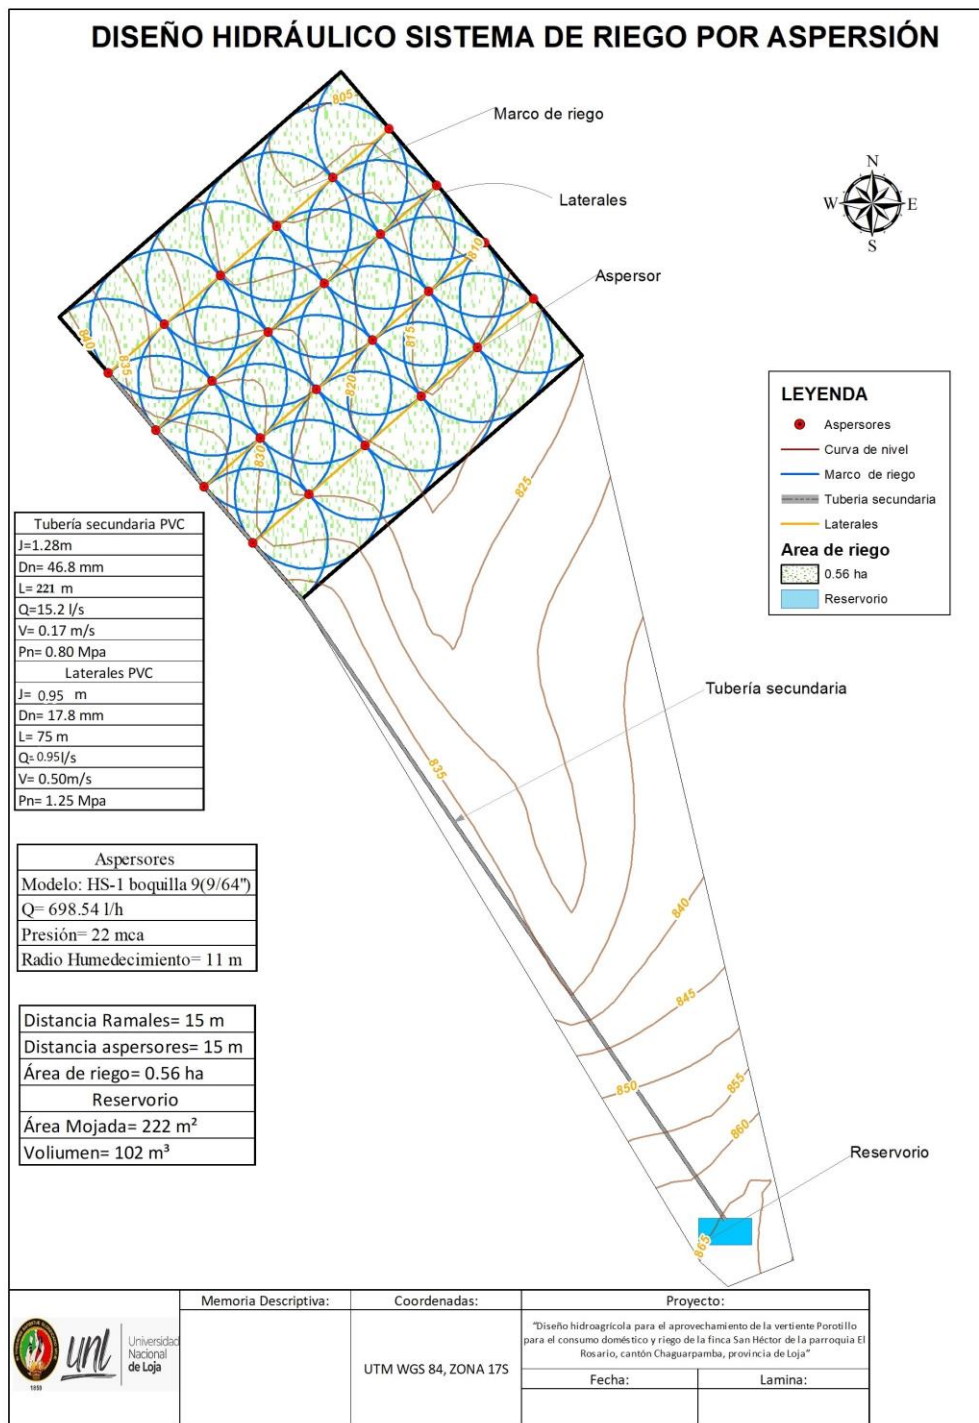 DISEÑO HIDRÁULICO SISTEMA DE RIEGO POR ASPERSIÓN
Marco de riego
Laterales
Aspersor
N
W
E
S
805
810
815
820
830
835
840
825
835
840
845
850
855
860
865
LEYENDA
Aspersores
Curva de nivel
Marco de riego
Tuberia secundaria
Laterales
Area de riego
0.56 ha
Reservorio
Tubería secundaria PVC
J=1.28m
Dn= 46.8 mm
L= 221 m
Q=15.2 l/s
V= 0.17 m/s
Pn= 0.80 Mpa
Laterales PVC
J= 0.95 m
Dn= 17.8 mm
L= 75 m
Q= 0.95l/s
V= 0.50m/s
Pn= 1.25 Mpa
Tubería secundaria
Aspersores
Modelo: HS-1 boquilla 9(9/64")
Q= 698.54 l/h
Presión= 22 mca
Radio Humedecimiento= 11 m
Distancia Ramales= 15 m
Distancia aspersores= 15 m
Área de riego= 0.56 ha
Reservorio
Área Mojada= 222 m²
Voliumen= 102 m³
Reservorio
unl
Universidad
Nacional
de Loja
1859
Memoria Descriptiva:
Coordenadas:
UTM WGS 84, ZONA 17S
Proyecto:
"Diseño hidroagrícola para el aprovechamiento de la vertiente Porotillo
para el consumo doméstico y riego de la finca San Héctor de la parroquia El
Rosario, cantón Chaguarpamba, provincia de Loja"
Fecha:
Lamina: